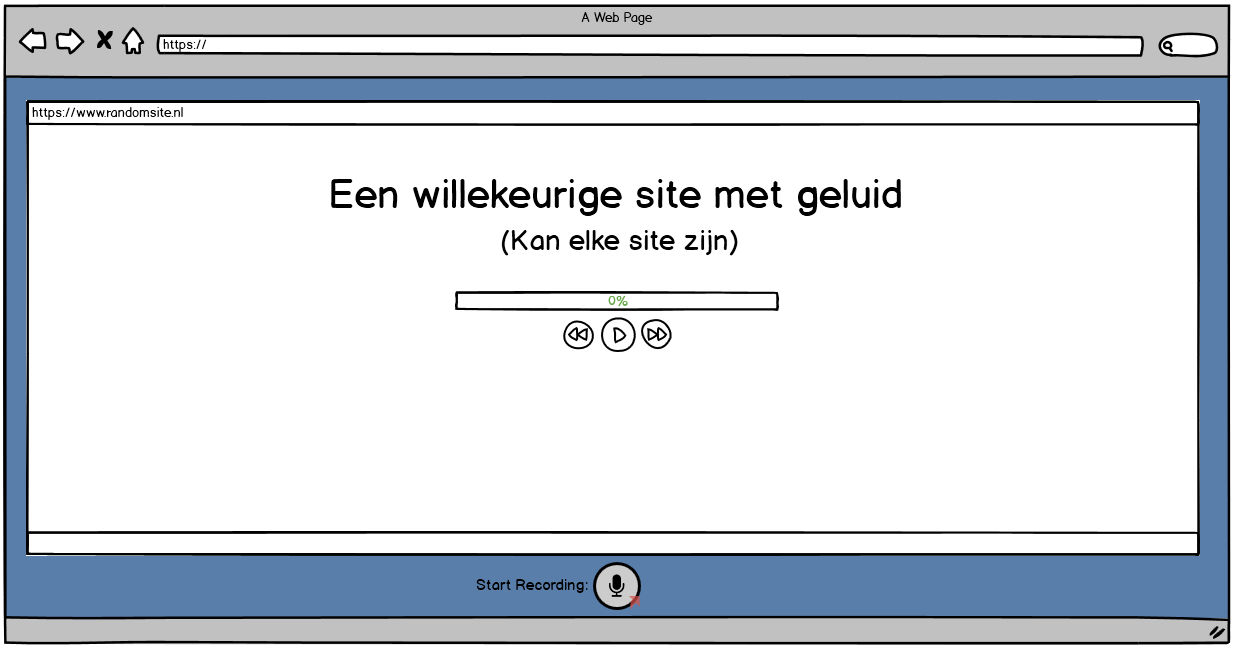 A Web Page
https://
https://www.randomsite.nl
Een willekeurige site met geluid
(Kan elke site zijn)
0%
Start Recording: